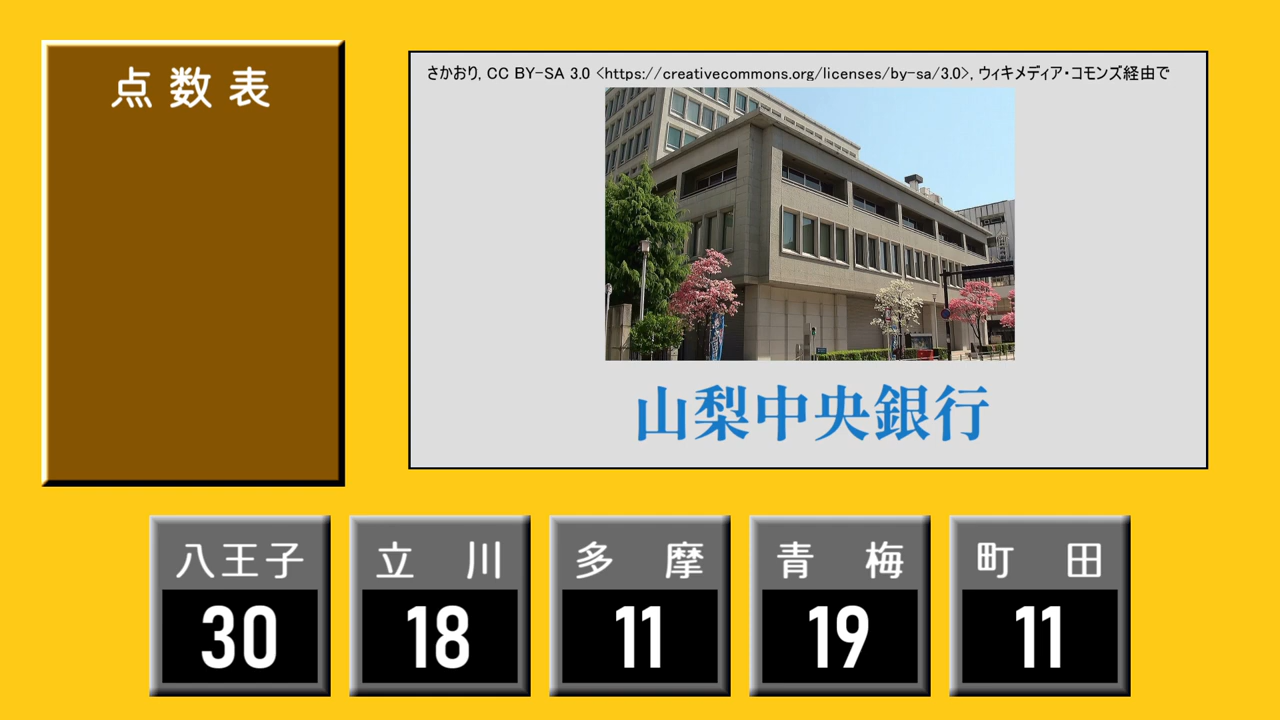 点数表
さかおり, CC BY-SA 3.0 <https://creativecommons.org/licenses/by-sa/3.0>, ウィキメディア・コモンズ経由で
山梨中央銀行
八王子
30
立川
18
多摩
11
青梅
19
町田
11